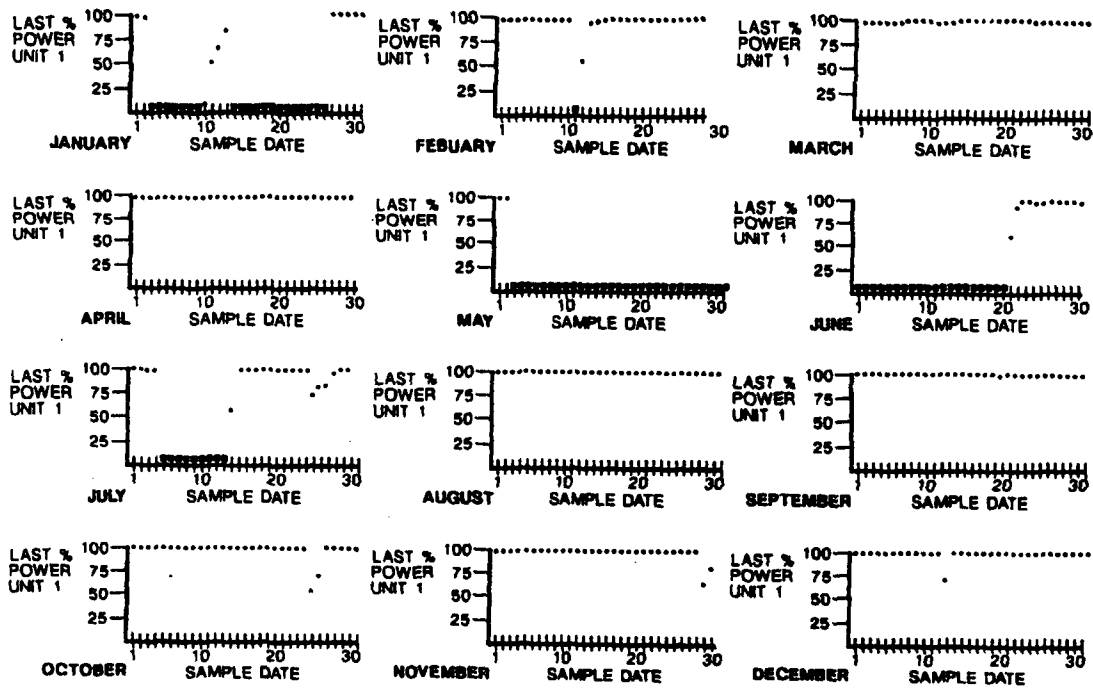 LAST %
POWER
UNIT 1
100
75
50
25
1 10 20 30
JANUARY SAMPLE DATE
LAST %
POWER
UNIT 1
100
75
50
25
1 10 20 30
FEBUARY SAMPLE DATE
LAST %
POWER
UNIT 1
100
75
50
25
1 10 20 30
MARCH SAMPLE DATE
LAST %
POWER
UNIT 1
100
75
50
25
1 10 20 30
APRIL SAMPLE DATE
LAST %
POWER
UNIT 1
100
75
50
25
1 10 20 30
MAY SAMPLE DATE
LAST %
POWER
UNIT 1
100
75
50
25
1 10 20 30
JUNE SAMPLE DATE
LAST %
POWER
UNIT 1
100
75
50
25
1 10 20 30
JULY SAMPLE DATE
LAST %
POWER
UNIT 1
100
75
50
25
1 10 20 30
AUGUST SAMPLE DATE
LAST %
POWER
UNIT 1
100
75
50
25
1 10 20 30
SEPTEMBER SAMPLE DATE
LAST %
POWER
UNIT 1
100
75
50
25
1 10 20 30
OCTOBER SAMPLE DATE
LAST %
POWER
UNIT 1
100
75
50
25
1 10 20 30
NOVEMBER SAMPLE DATE
LAST %
POWER
UNIT 1
100
75
50
25
1 10 20 30
DECEMBER SAMPLE DATE